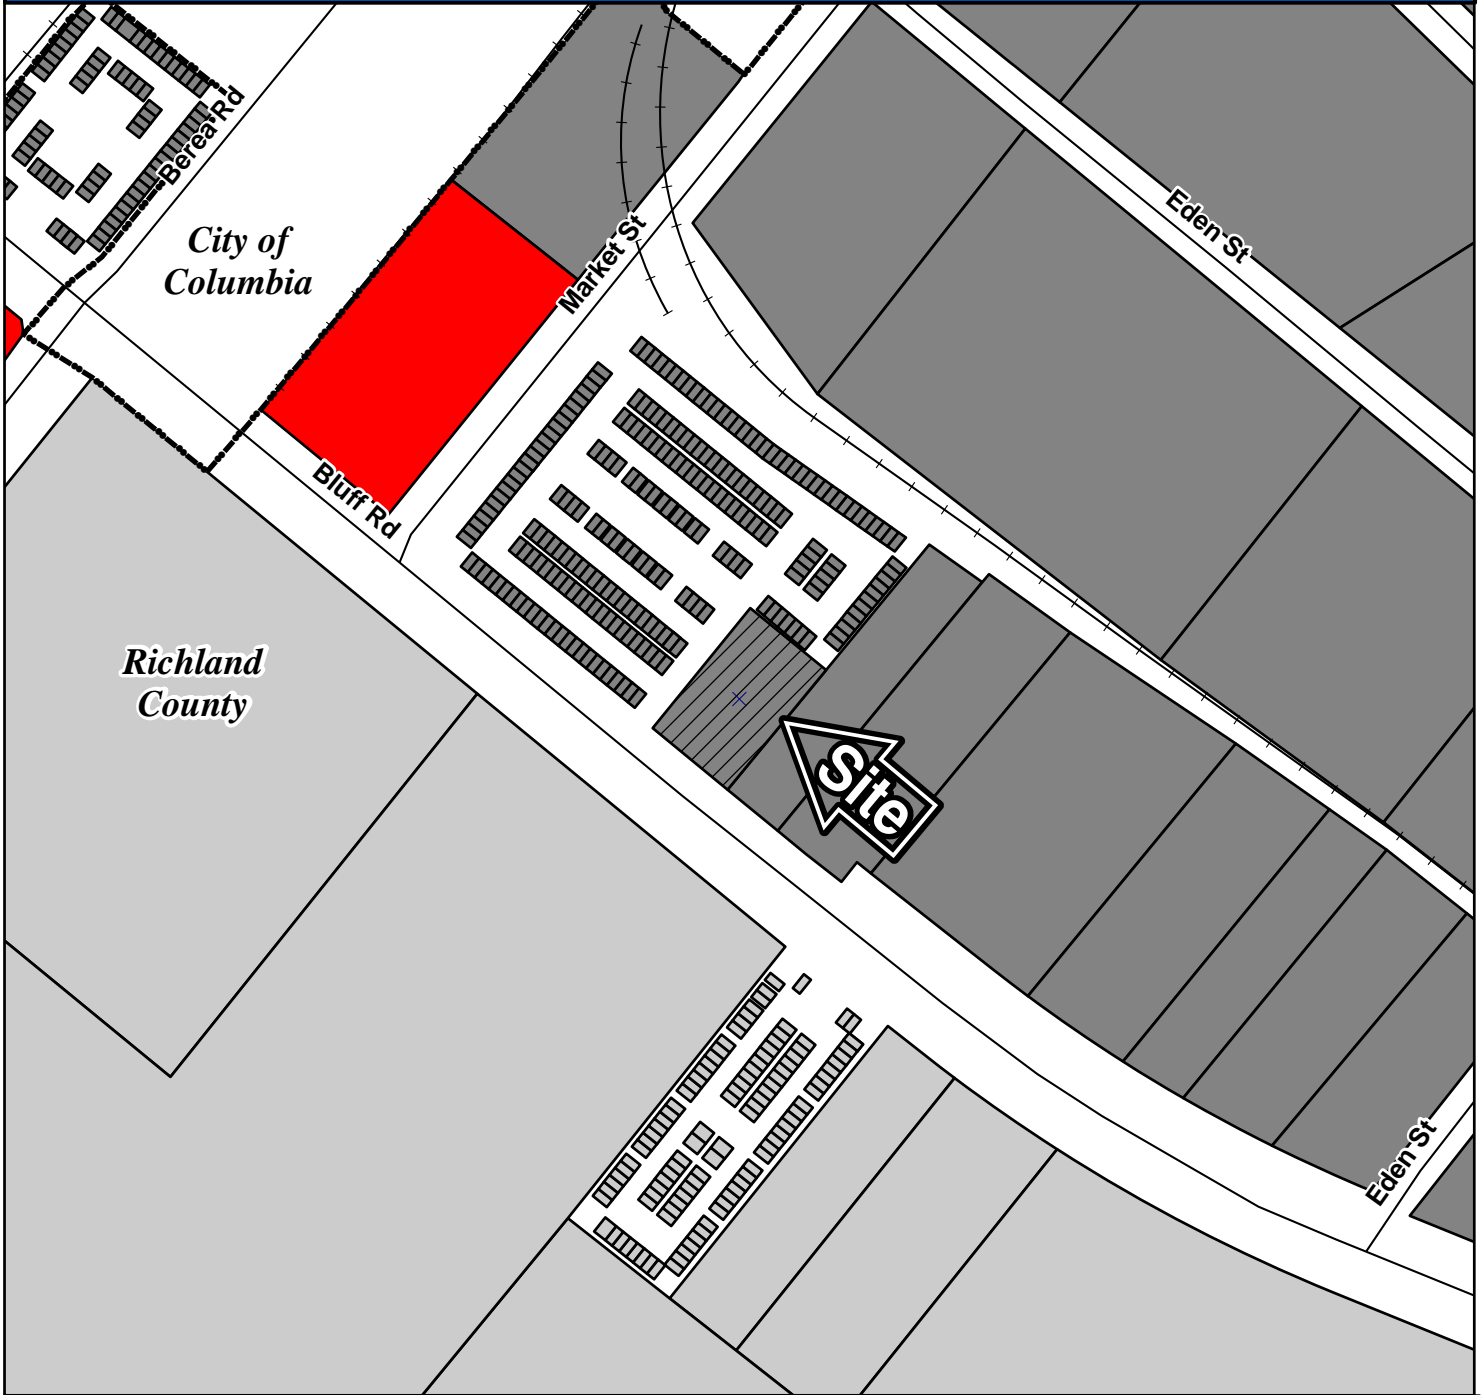 Berea Rd
City of
Columbia
Market St
Eden St
Bluff Rd
Richland
County
Site
Eden St